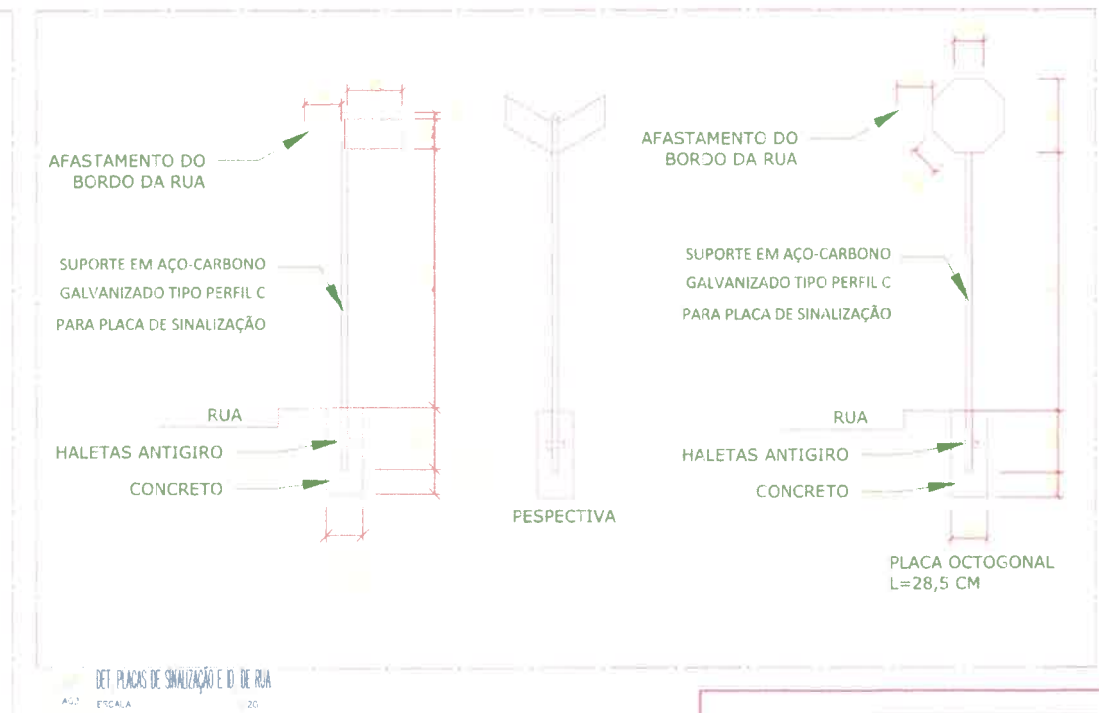 AFASTAMENTO DO
BORDO DA RUA
SUPORTE EM AÇO-CARBONO
GALVANIZADO TIPO PERFIL C
PARA PLACA DE SINALIZAÇÃO
RUA
HALETAS ANTIGIRO
CONCRETO
PESPECTIVA
AFASTAMENTO DO
BORDO DA RUA
SUPORTE EM AÇO-CARBONO
GALVANIZADO TIPO PERFIL C
PARA PLACA DE SINALIZAÇÃO
RUA
HALETAS ANTIGIRO
CONCRETO
PLACA OCTOGONAL
L=28,5 CM
DET. PLACAS DE SINALIZAÇÃO E ID. DE RUA
ESCALA